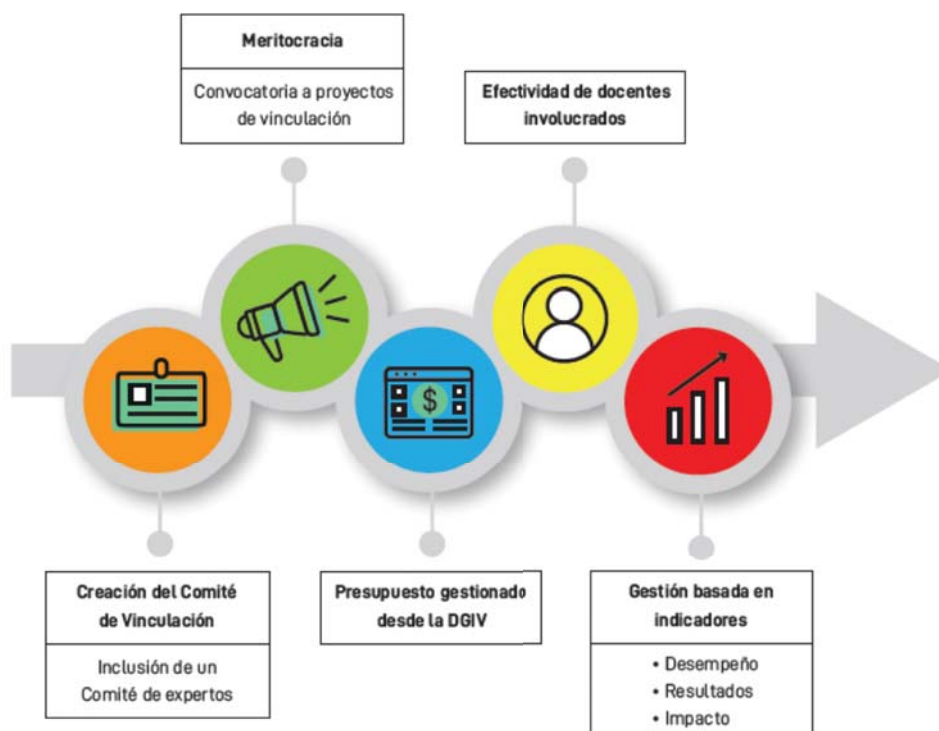 Meritocracia
Convocatoria a proyectos
de vinculación
Efectividad de docentes
involucrados
$
Creación del Comité
de Vinculación
Inclusión de un
Comité de expertos
Presupuesto gestionado
desde la DGIV
Gestión basada en
indicadores
• Desempeño
• Resultados
• Impacto